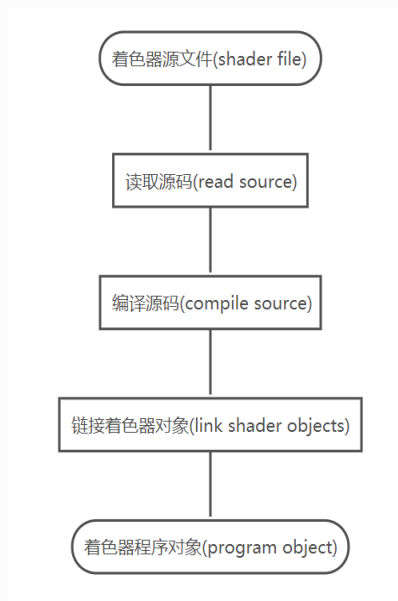 着色器源文件(shader file)
读取源码(read source)
编译源码(compile source)
链接着色器对象(link shader objects)
着色器程序对象(program object)